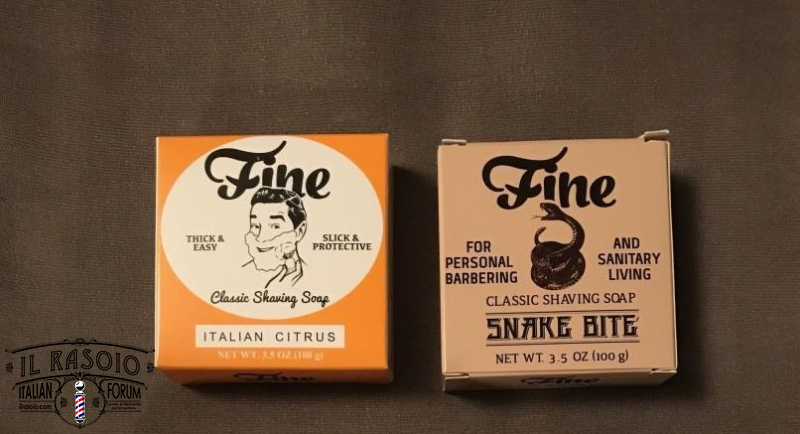 Fine
THICK &
EASY
SLICK &
PROTECTIVE
Classic Shaving Soap
ITALIAN CITRUS
NET WT. 3.5 OZ (100 g)
Fine
Fine
FOR
PERSONAL
BARBERING
AND
SANITARY
LIVING
CLASSIC SHAVING SOAP
SNAKE BITE
NET WT. 3.5 OZ (100 g)
Fine
IL RASOIO
ITALIAN FORUM
ilrasoio.com